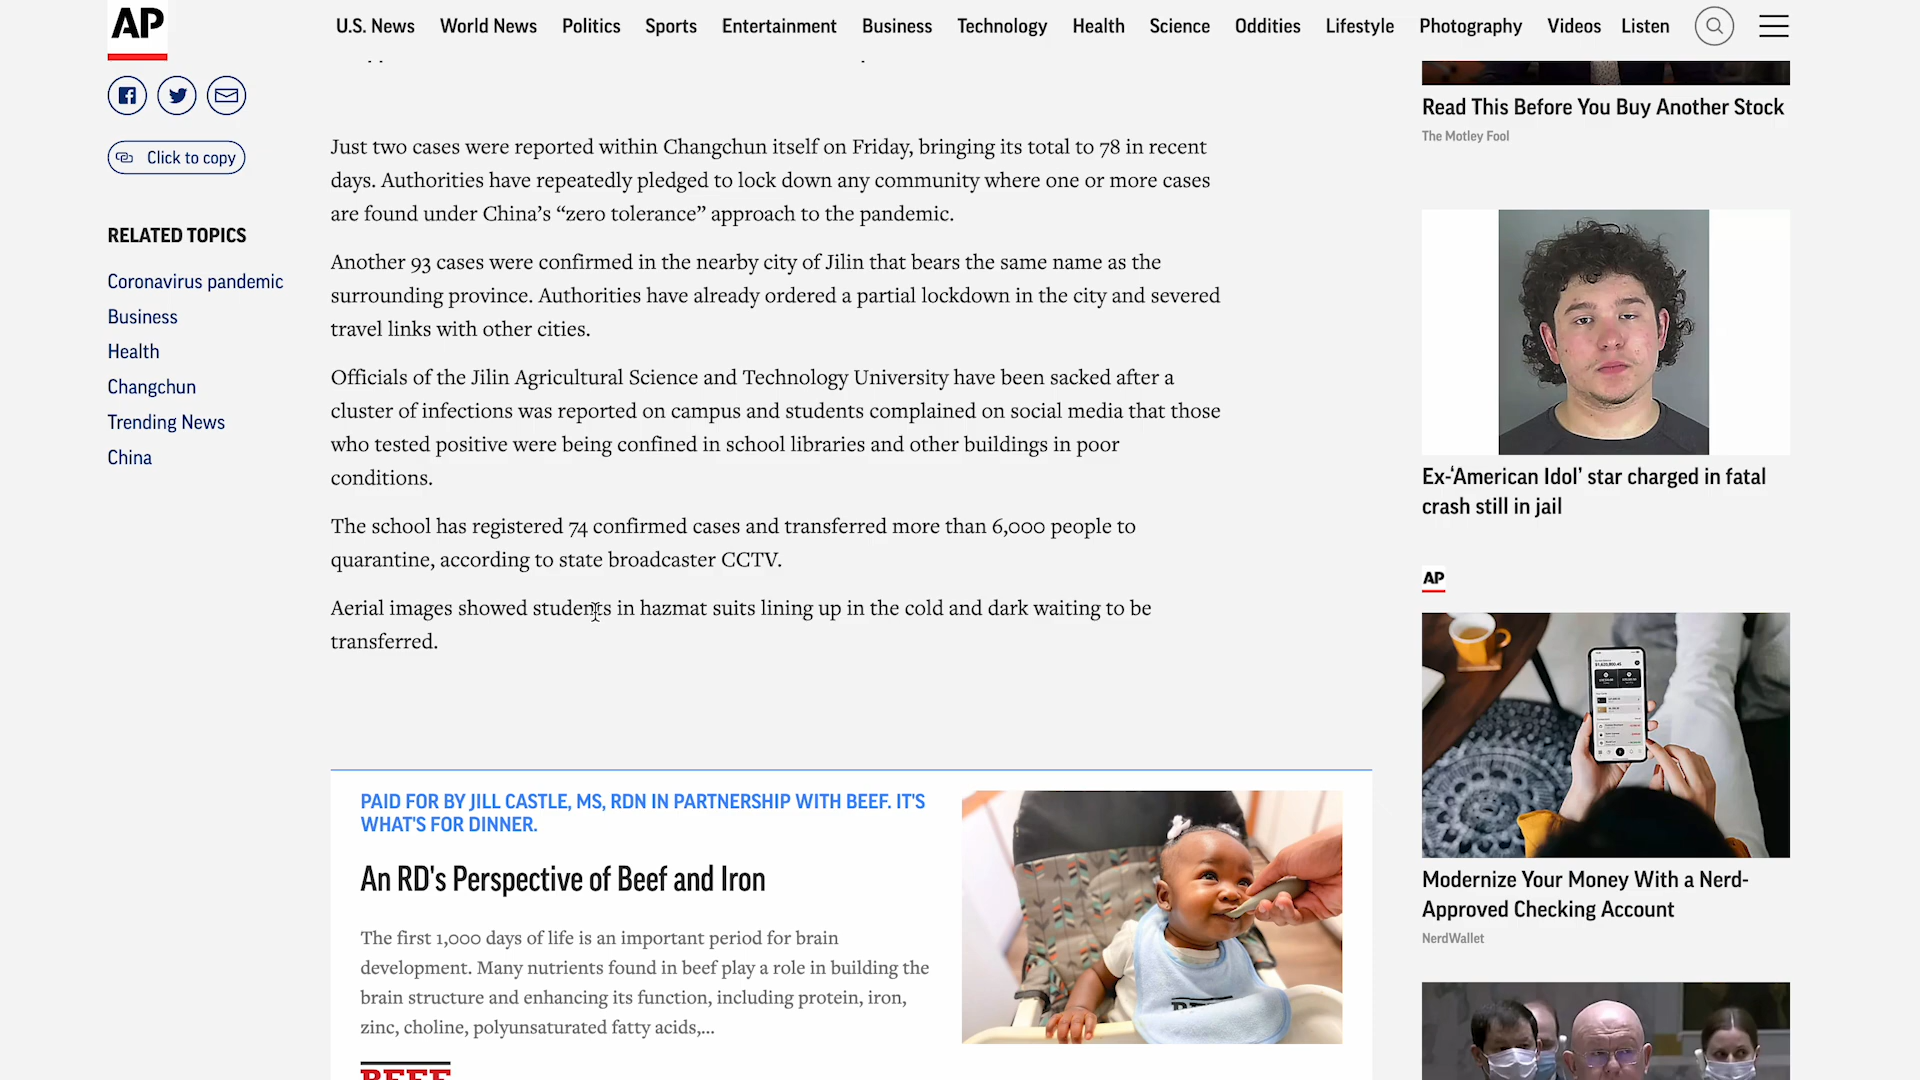 AP
U.S. News World News Politics Sports Entertainment Business Technology Health Science Oddities Lifestyle Photography Videos Listen
Click to copy
RELATED TOPICS
Coronavirus pandemic
Business
Health
Changchun
Trending News
China
Just two cases were reported within Changchun itself on Friday, bringing its total to 78 in recent
days. Authorities have repeatedly pledged to lock down any community where one or more cases
are found under China’s “zero tolerance” approach to the pandemic.
Another 93 cases were confirmed in the nearby city of Jilin that bears the same name as the
surrounding province. Authorities have already ordered a partial lockdown in the city and severed
travel links with other cities.
Officials of the Jilin Agricultural Science and Technology University have been sacked after a
cluster of infections was reported on campus and students complained on social media that those
who tested positive were being confined in school libraries and other buildings in poor
conditions.
The school has registered 74 confirmed cases and transferred more than 6,000 people to
quarantine, according to state broadcaster CCTV.
Aerial images showed students in hazmat suits lining up in the cold and dark waiting to be
transferred.
PAID FOR BY JILL CASTLE, MS, RDN IN PARTNERSHIP WITH BEEF. IT'S
WHAT'S FOR DINNER.
An RD's Perspective of Beef and Iron
The first 1,000 days of life is an important period for brain
development. Many nutrients found in beef play a role in building the
brain structure and enhancing its function, including protein, iron,
zinc, choline, polyunsaturated fatty acids,...
BEEF
Read This Before You Buy Another Stock
The Motley Fool
Ex-‘American Idol’ star charged in fatal
crash still in jail
AP
Modernize Your Money With a Nerd-
Approved Checking Account
NerdWallet